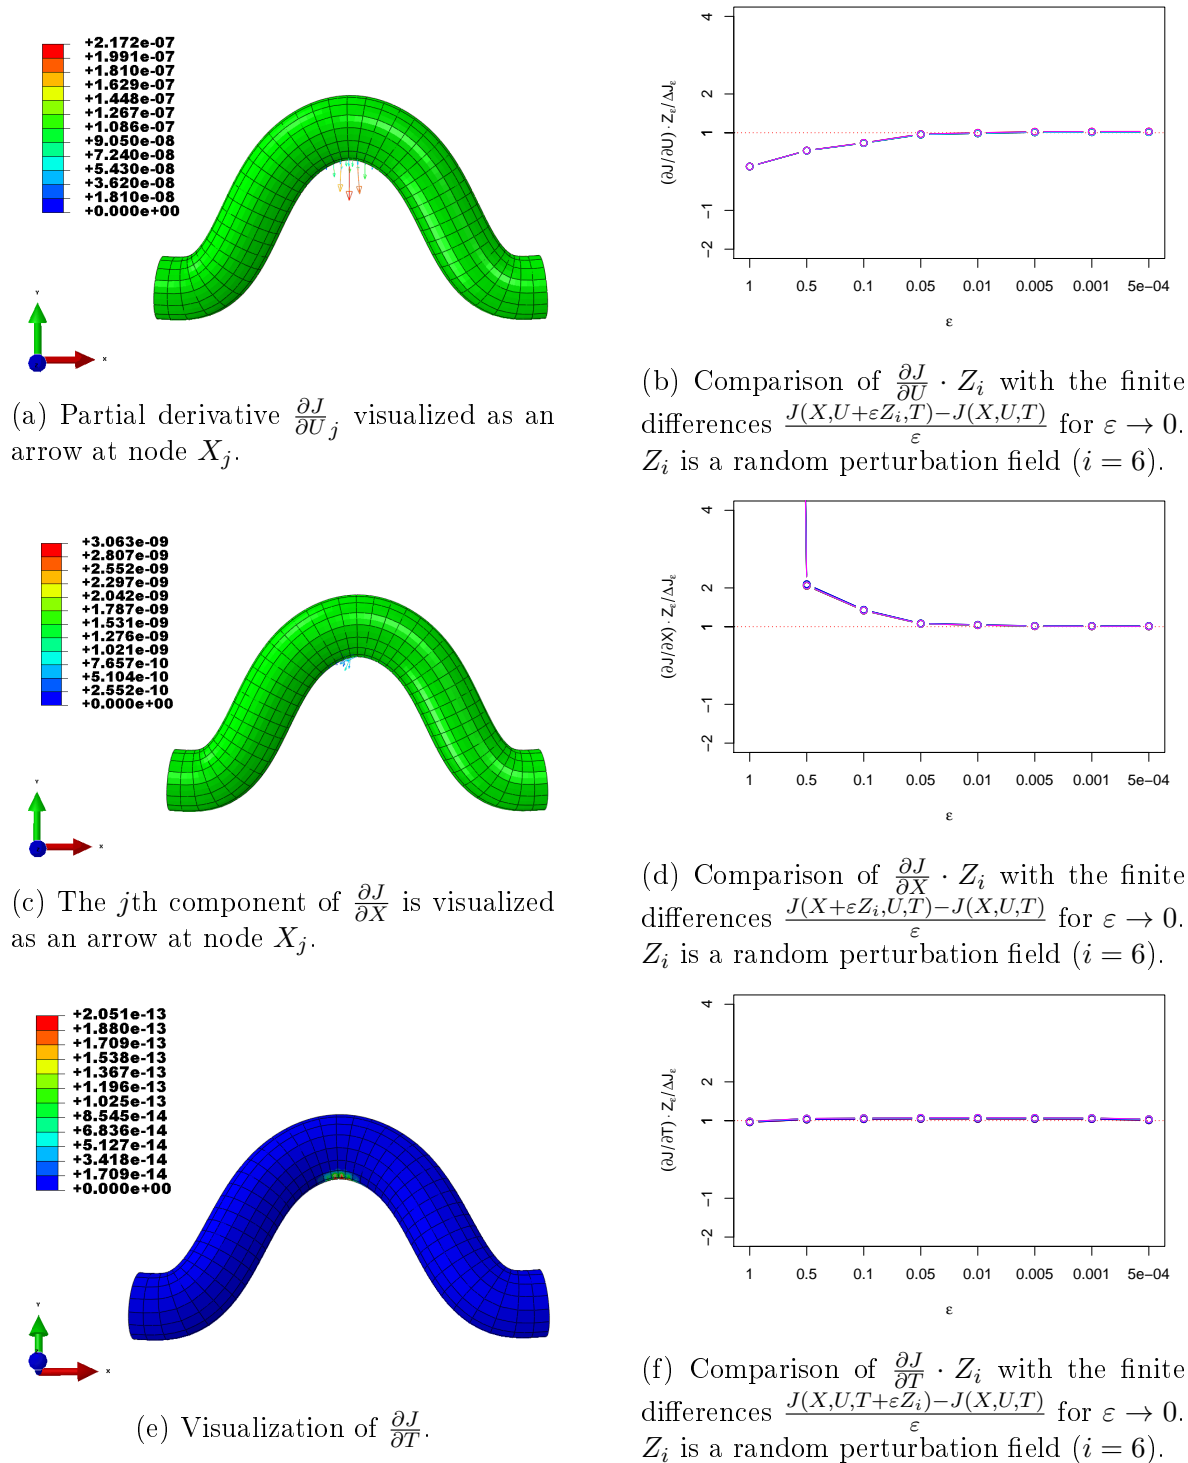 +2.172e-07
+1.991e-07
+1.810e-07
+1.629e-07
+1.448e-07
+1.267e-07
+1.086e-07
+9.050e-08
+7.240e-08
+5.430e-08
+3.620e-08
+1.810e-08
+0.000e+00
Y
X
(a) Partial derivative ∂J/∂U_j visualized as an
arrow at node X_j.
(∂J/∂U) · Z_ε/ΔJ_ε
4
2
1
−1
−2
1 0.5 0.1 0.05 0.01 0.005 0.001 5e−04
ε
(b) Comparison of ∂J/∂U · Z_i with the finite
differences J(X,U+εZ_i,T)−J(X,U,T)/ε for ε → 0.
Z_i is a random perturbation field (i = 6).
+3.063e-09
+2.807e-09
+2.552e-09
+2.297e-09
+2.042e-09
+1.787e-09
+1.531e-09
+1.276e-09
+1.021e-09
+7.657e-10
+5.104e-10
+2.552e-10
+0.000e+00
Y
X
(c) The jth component of ∂J/∂X is visualized
as an arrow at node X_j.
(∂J/∂X) · Z_ε/ΔJ_ε
4
2
1
−1
−2
1 0.5 0.1 0.05 0.01 0.005 0.001 5e−04
ε
(d) Comparison of ∂J/∂X · Z_i with the finite
differences J(X+εZ_i,U,T)−J(X,U,T)/ε for ε → 0.
Z_i is a random perturbation field (i = 6).
+2.051e-13
+1.880e-13
+1.709e-13
+1.538e-13
+1.367e-13
+1.196e-13
+1.025e-13
+8.545e-14
+6.836e-14
+5.127e-14
+3.418e-14
+1.709e-14
+0.000e+00
Y
X
(e) Visualization of ∂J/∂T.
(∂J/∂T) · Z_ε/ΔJ_ε
4
2
1
−1
−2
1 0.5 0.1 0.05 0.01 0.005 0.001 5e−04
ε
(f) Comparison of ∂J/∂T · Z_i with the finite
differences J(X,U,T+εZ_i)−J(X,U,T)/ε for ε → 0.
Z_i is a random perturbation field (i = 6).